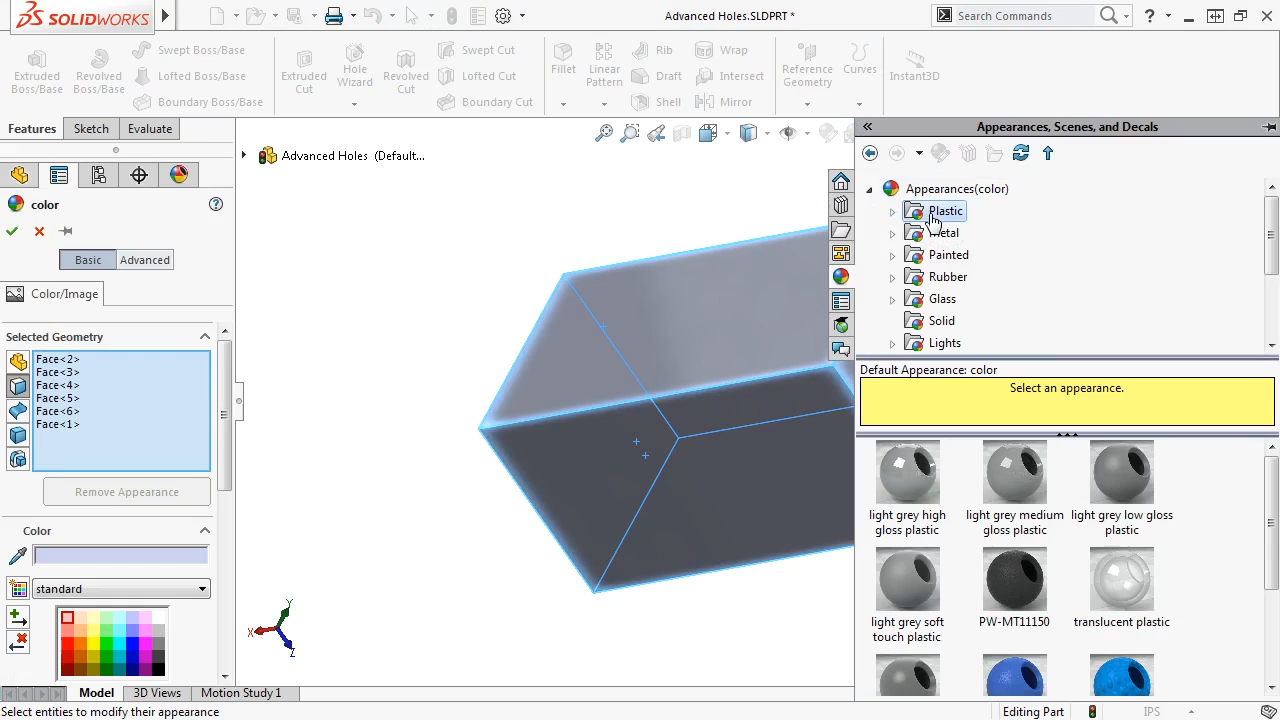 SOLIDWORKS
Advanced Holes SLDPRT *
Search Commands
?
Extruded Boss/Base
Revolved Boss/Base
Swept Boss/Base
Lofted Boss/Base
Boundary Boss/Base
Extruded Cut
Hole Wizard
Revolved Cut
Swept Cut
Lofted Cut
Boundary Cut
Fillet
Linear Pattern
Rib
Draft
Shell
Wrap
Intersect
Mirror
Reference Geometry
Curves
Instant3D
Features
Sketch
Evaluate
Advanced Holes (Default...
color
Basic
Advanced
Color/Image
Selected Geometry
Face<2>
Face<3>
Face<4>
Face<5>
Face<6>
Face<1>
Remove Appearance
Color
standard
Y
X
Z
Appearances, Scenes, and Decals
Appearances(color)
Plastic
Metal
Painted
Rubber
Glass
Solid
Lights
Default Appearance: color
Select an appearance.
light grey high gloss plastic
light grey medium gloss plastic
light grey low gloss plastic
light grey soft touch plastic
PW-MT11150
translucent plastic
Model
3D Views
Motion Study 1
Select entities to modify their appearance
Editing Part
IPS